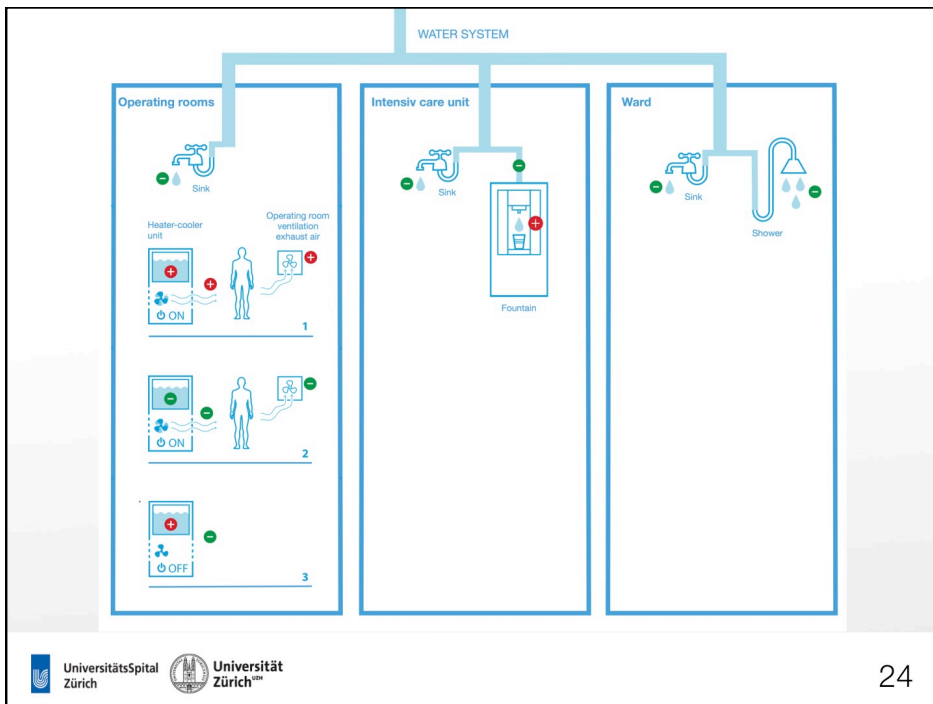 WATER SYSTEM
Operating rooms
Sink
Heater-cooler
unit
Operating room
ventilation
exhaust air
ON
1
ON
2
OFF
3
Intensiv care unit
Sink
Fountain
Ward
Sink
Shower
UniversitätsSpital
Zürich
Universität
Zürich UZH
24